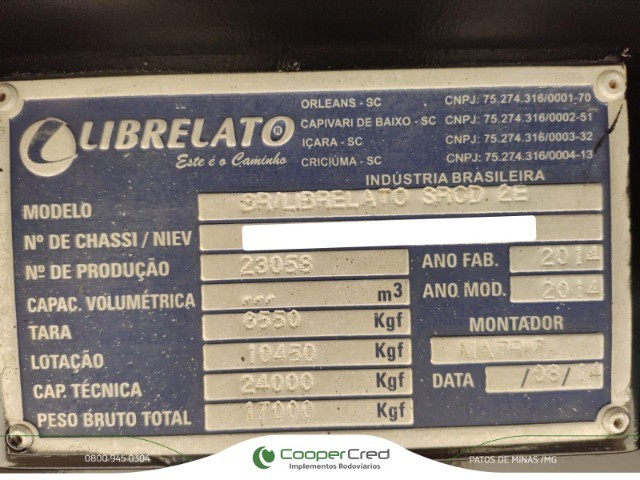 LIBRELATO®
Este é o Caminho
ORLEANS - SC CNPJ: 75.274.316/0001-70
CAPIVARI DE BAIXO - SC CNPJ: 75.274.316/0002-51
IÇARA - SC CNPJ: 75.274.316/0003-32
CRICIÚMA - SC CNPJ: 75.274.316/0004-13
INDÚSTRIA BRASILEIRA
MODELO SR/LIBRELATO SRCD 2E
Nº DE CHASSI / NIEV
Nº DE PRODUÇÃO 23058 ANO FAB. 2014
CAPAC. VOLUMÉTRICA --- m3 ANO MOD. 2014
TARA 6550 Kgf MONTADOR
LOTAÇÃO 10450 Kgf
CAP. TÉCNICA 24000 Kgf DATA /08/14
PESO BRUTO TOTAL 17000 Kgf
0800-945-0304
CooperCred
Implementos Rodoviários
PATOS DE MINAS /MG